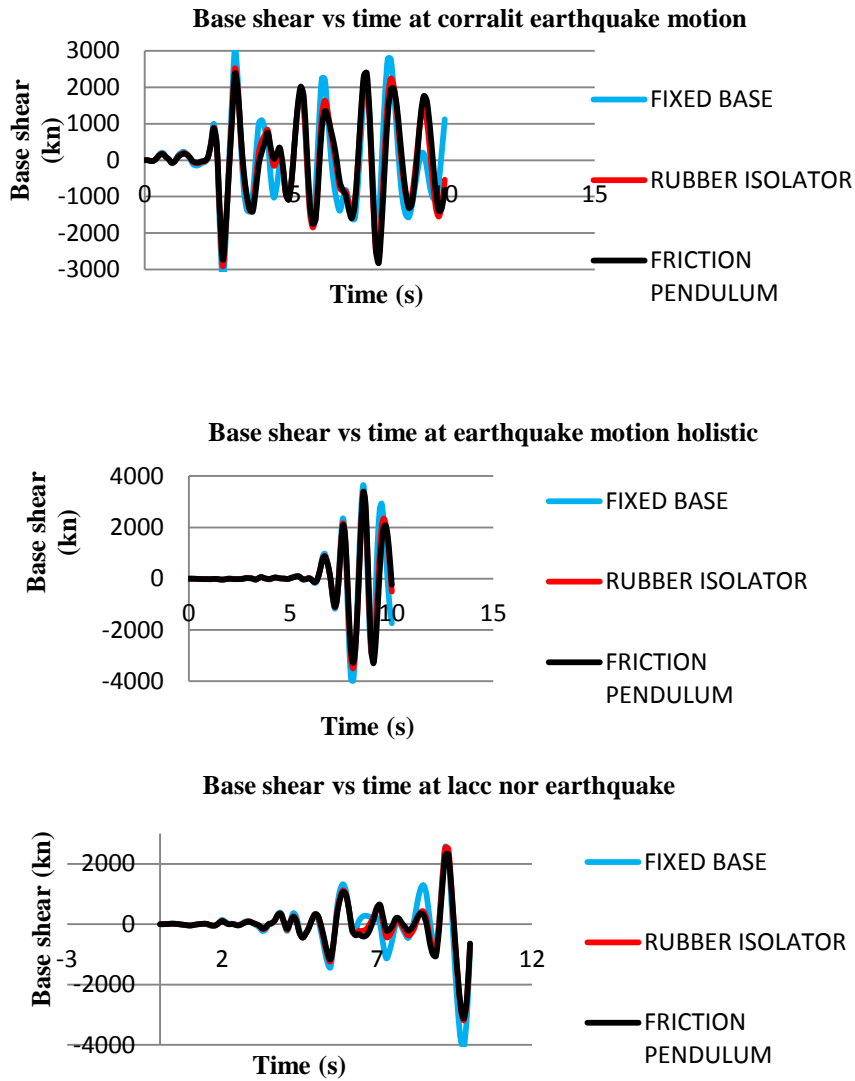 Base shear vs time at corralit earthquake motion
3000
2000
1000
0
-1000
-2000
-3000
0
5
10
15
Base shear
(kn)
Time (s)
FIXED BASE
RUBBER ISOLATOR
FRICTION
PENDULUM
Base shear vs time at earthquake motion holistic
4000
2000
0
-2000
-4000
0
5
10
15
Base shear
(kn)
Time (s)
FIXED BASE
RUBBER ISOLATOR
FRICTION
PENDULUM
Base shear vs time at lacc nor earthquake
2000
0
-2000
-4000
-3
2
7
12
Base shear (kn)
Time (s)
FIXED BASE
RUBBER ISOLATOR
FRICTION
PENDULUM